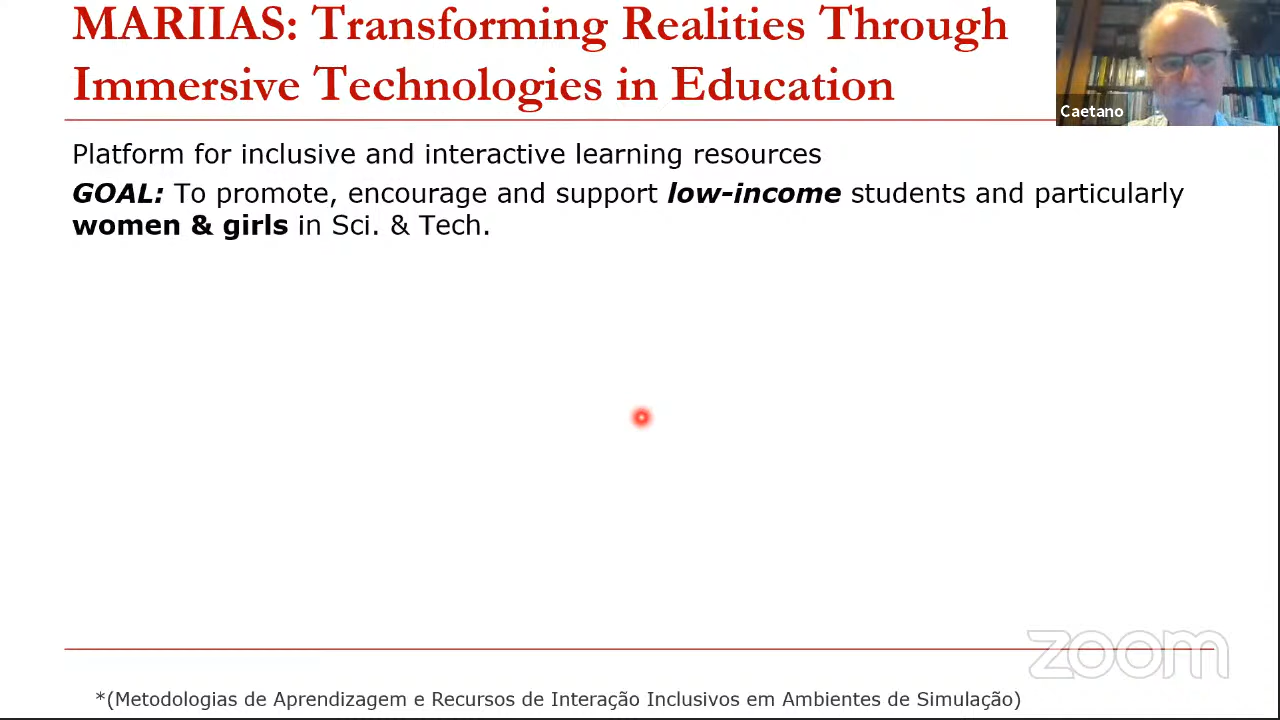 MARIIAS: Transforming Realities Through
Immersive Technologies in Education
Caetano
Platform for inclusive and interactive learning resources
GOAL: To promote, encourage and support low-income students and particularly
women & girls in Sci. & Tech.
zoom
*(Metodologias de Aprendizagem e Recursos de Interação Inclusivos em Ambientes de Simulação)